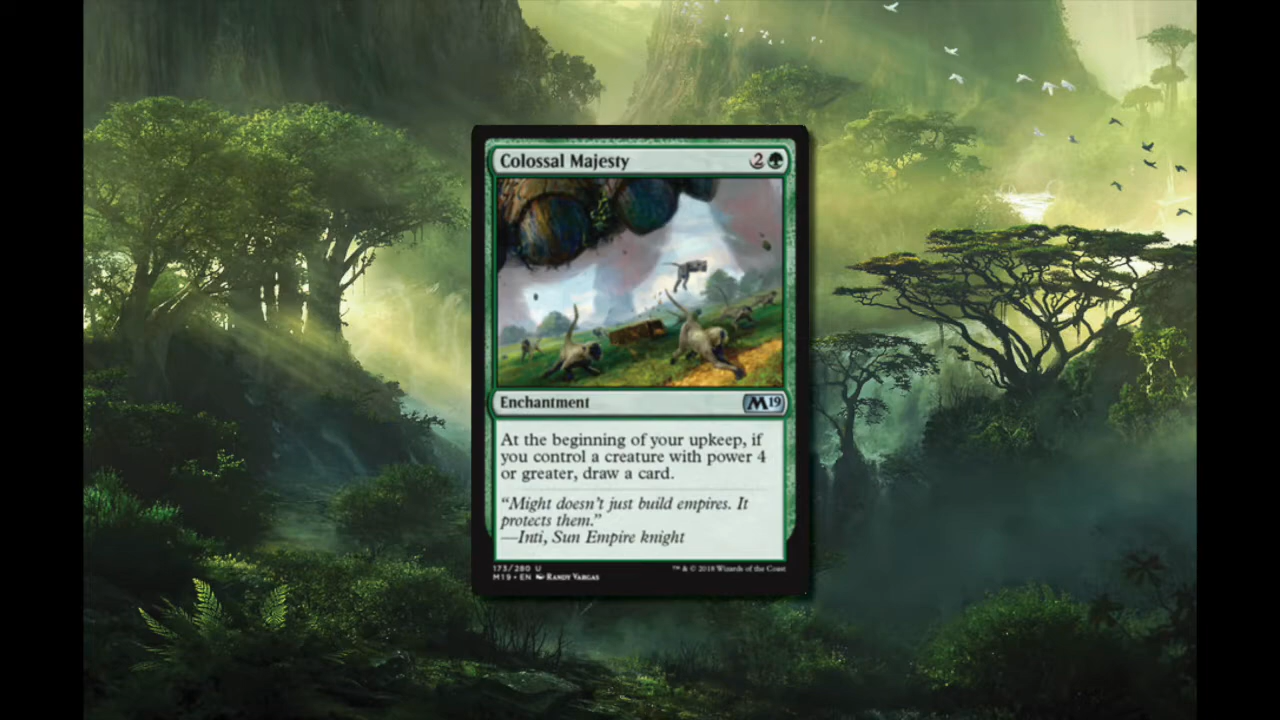 Colossal Majesty 2
Enchantment M19
At the beginning of your upkeep, if
you control a creature with power 4
or greater, draw a card.
“Might doesn’t just build empires. It
protects them.”
—Inti, Sun Empire knight
173/280 U
M19 • EN Randy Vargas
™ & © 2018 Wizards of the Coast